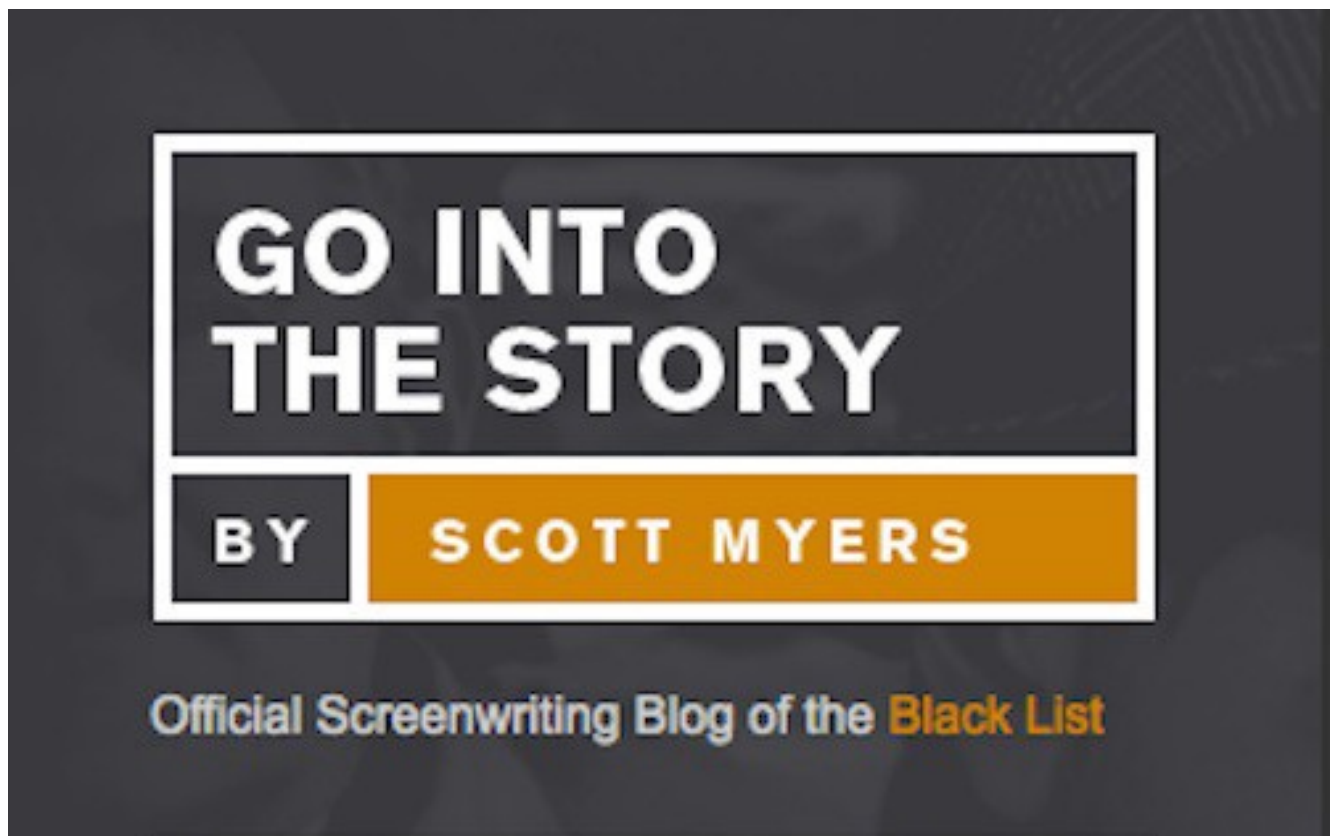 GO INTO
THE STORY
BY SCOTT MYERS
Official Screenwriting Blog of the Black List